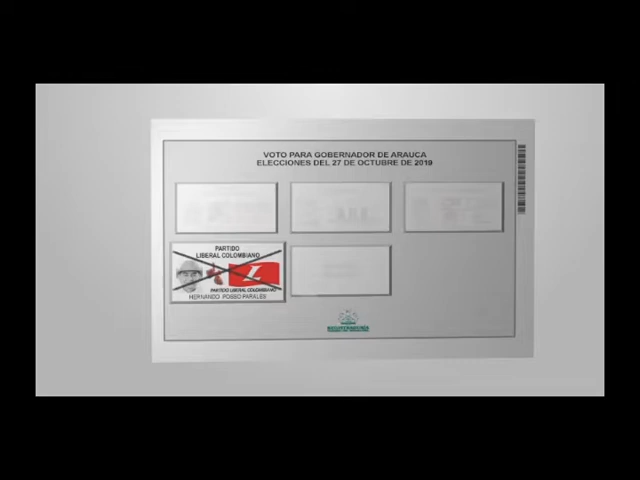 VOTO PARA GOBERNADOR DE ARAUCA
ELECCIONES DEL 27 DE OCTUBRE DE 2019
PARTIDO
LIBERAL COLOMBIANO
L
PARTIDO LIBERAL COLOMBIANO
HERNANDO POSSO PARALES
REGISTRADURÍA